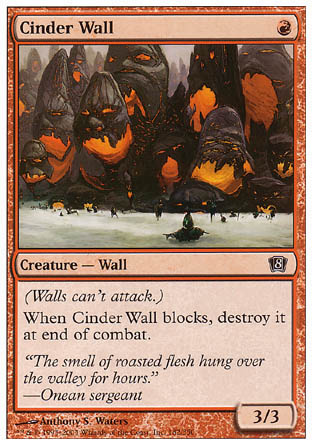 Cinder Wall
Creature — Wall
8
(Walls can't attack.)
When Cinder Wall blocks, destroy it
at end of combat.
"The smell of roasted flesh hung over
the valley for hours."
—Onean sergeant
Anthony S. Waters
3/3